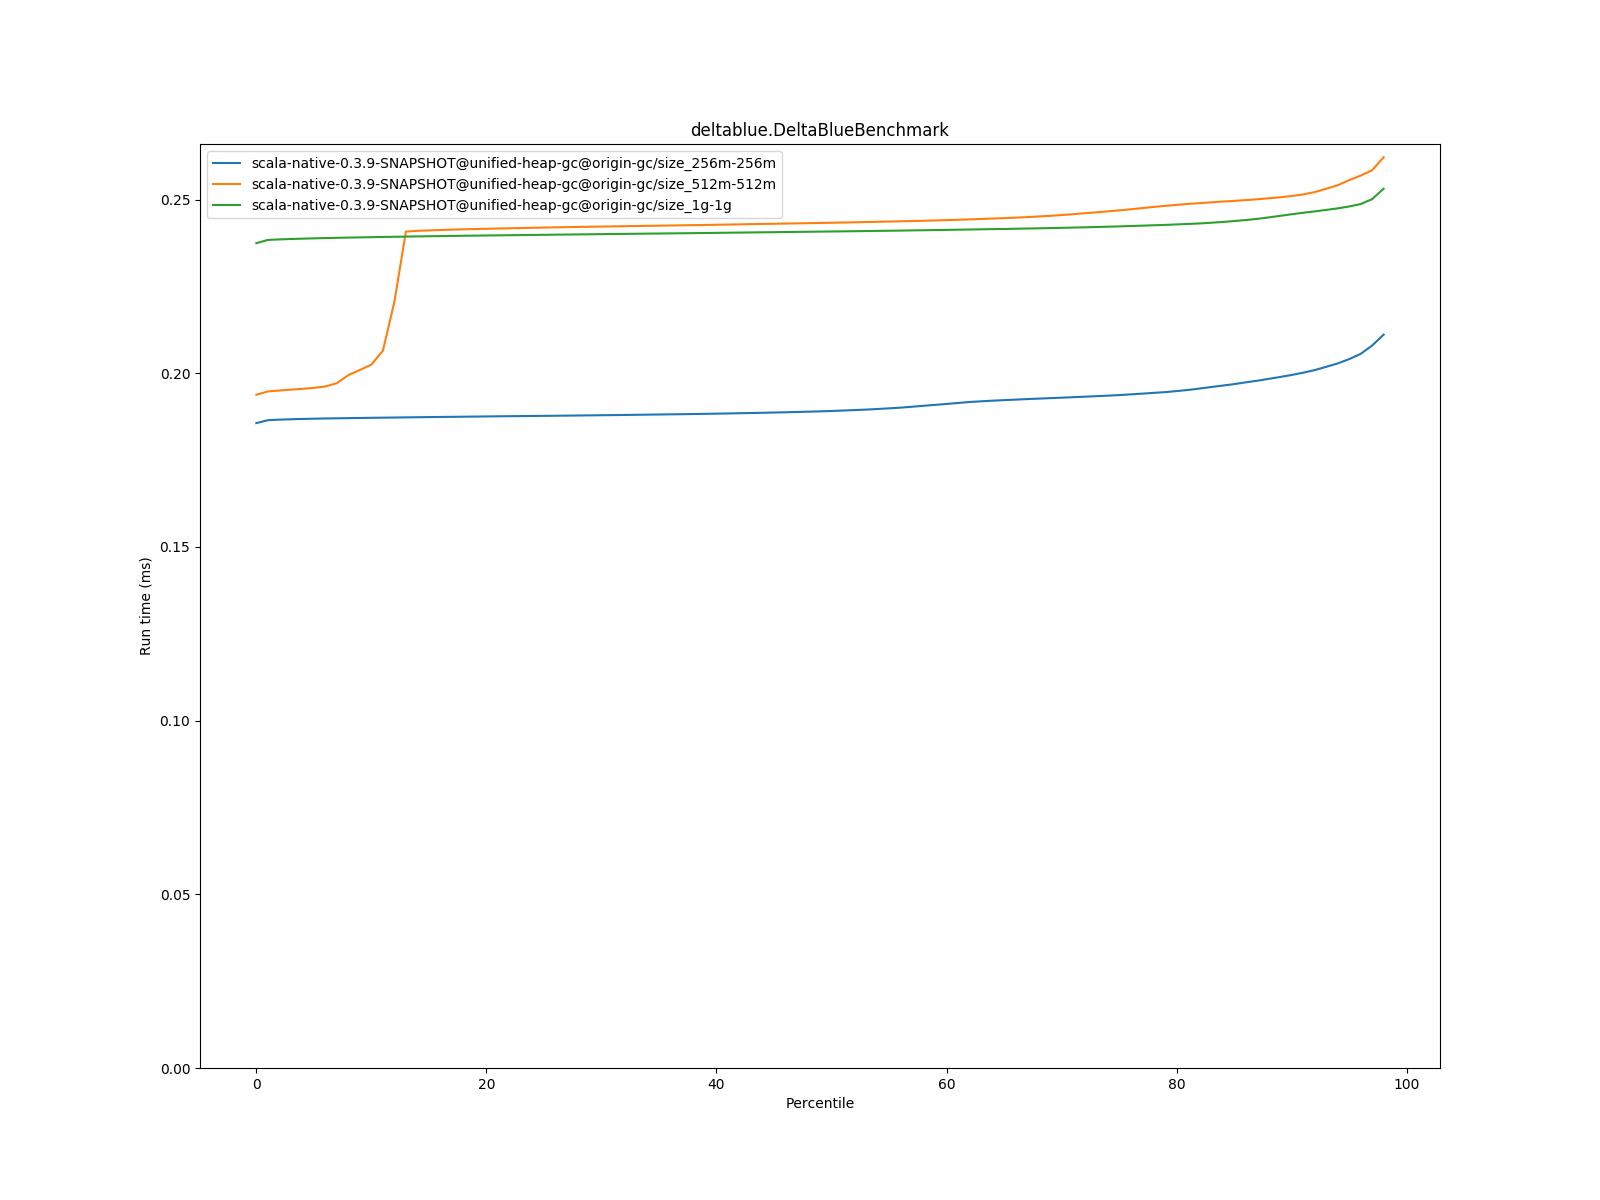 deltablue.DeltaBlueBenchmark
scala-native-0.3.9-SNAPSHOT@unified-heap-gc@origin-gc/size_256m-256m
scala-native-0.3.9-SNAPSHOT@unified-heap-gc@origin-gc/size_512m-512m
scala-native-0.3.9-SNAPSHOT@unified-heap-gc@origin-gc/size_1g-1g
0.25
0.20
0.15
0.10
0.05
0.00
Run time (ms)
0 20 40 60 80 100
Percentile